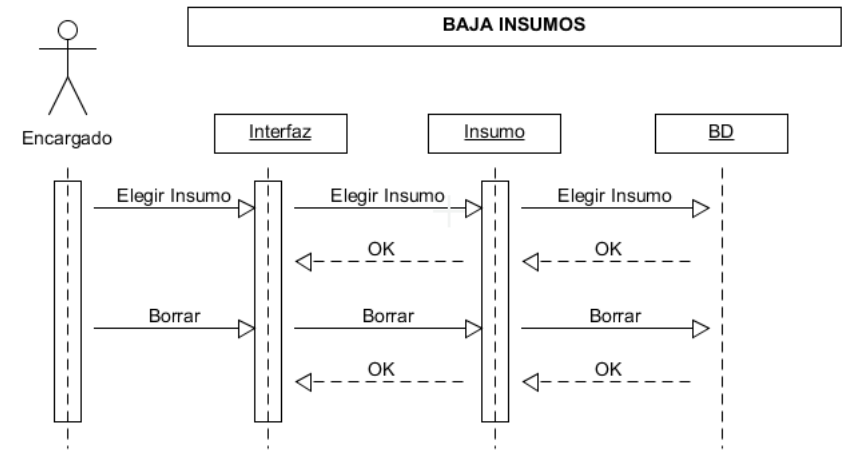 BAJA INSUMOS
Encargado
Interfaz
Insumo
BD
Elegir Insumo
Elegir Insumo
Elegir Insumo
OK
OK
Borrar
Borrar
Borrar
OK
OK